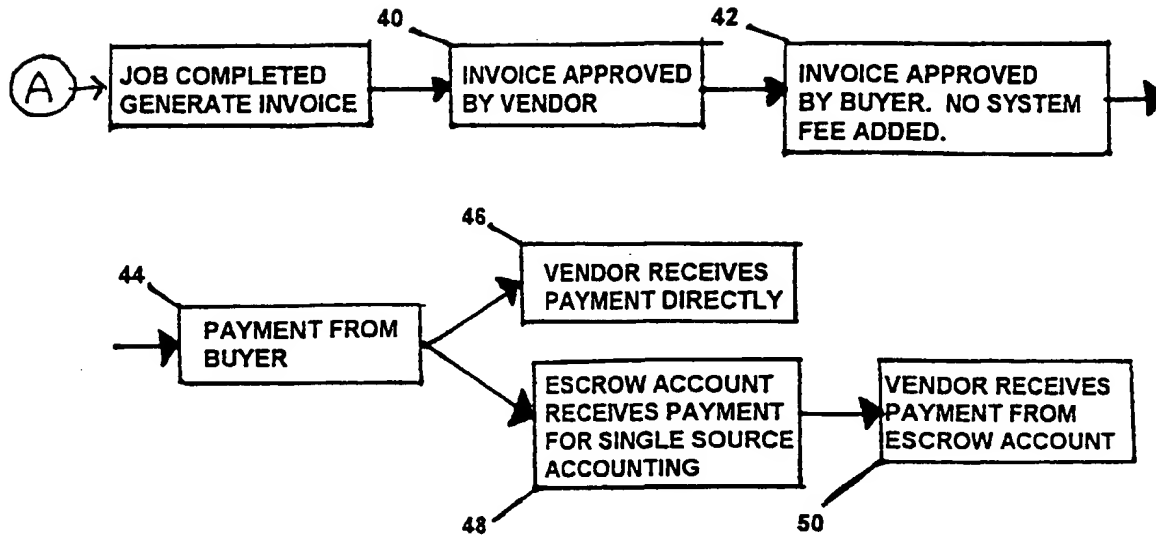 40
42
A
JOB COMPLETED
GENERATE INVOICE
INVOICE APPROVED
BY VENDOR
INVOICE APPROVED
BY BUYER. NO SYSTEM
FEE ADDED.
44
PAYMENT FROM
BUYER
46
VENDOR RECEIVES
PAYMENT DIRECTLY
ESCROW ACCOUNT
RECEIVES PAYMENT
FOR SINGLE SOURCE
ACCOUNTING
48
VENDOR RECEIVES
PAYMENT FROM
ESCROW ACCOUNT
50